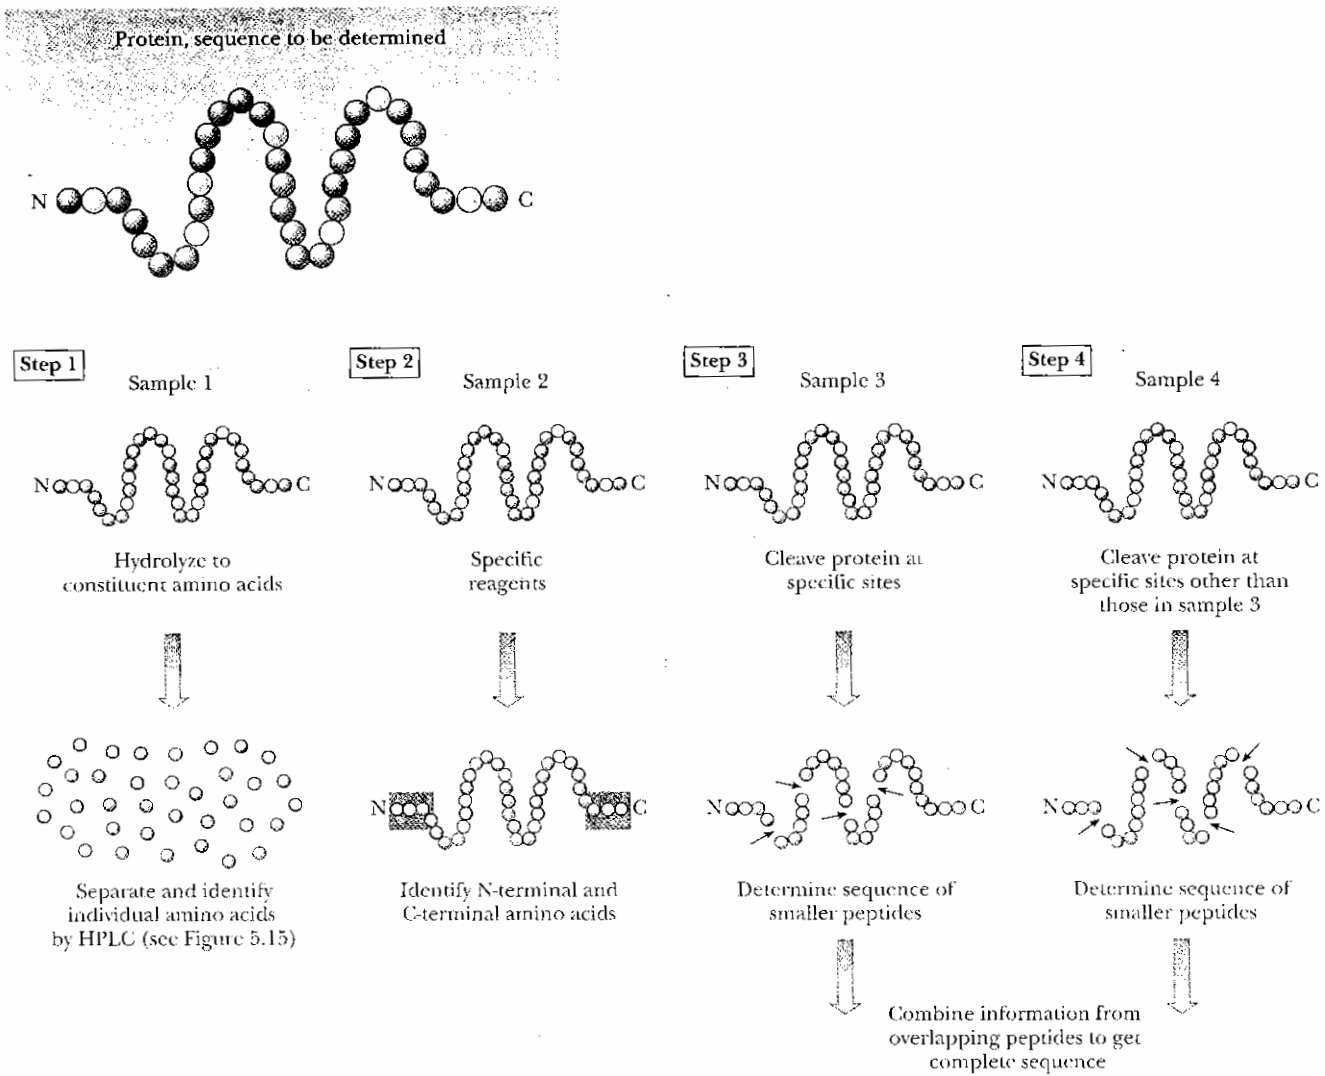 Protein, sequence to be determined
N
C
Step 1
Sample 1
N
C
Hydrolyze to
constituent amino acids
Separate and identify
individual amino acids
by HPLC (see Figure 5.15)
Step 2
Sample 2
N
C
Specific
reagents
N
C
Identify N-terminal and
C-terminal amino acids
Step 3
Sample 3
N
C
Cleave protein at
specific sites
N
C
Determine sequence of
smaller peptides
Step 4
Sample 4
N
C
Cleave protein at
specific sites other than
those in sample 3
N
C
Determine sequence of
smaller peptides
Combine information from
overlapping peptides to get
complete sequence